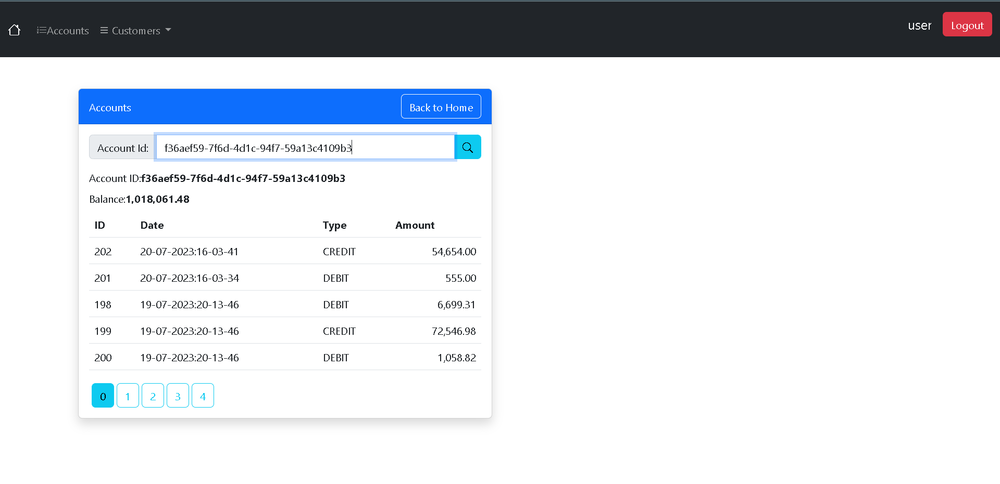 Accounts Customers user Logout
Accounts Back to Home
Account Id: f36aef59-7f6d-4d1c-94f7-59a13c4109b3
Account ID:f36aef59-7f6d-4d1c-94f7-59a13c4109b3
Balance:1,018,061.48
ID Date Type Amount
202 20-07-2023:16-03-41 CREDIT 54,654.00
201 20-07-2023:16-03-34 DEBIT 555.00
198 19-07-2023:20-13-46 DEBIT 6,699.31
199 19-07-2023:20-13-46 CREDIT 72,546.98
200 19-07-2023:20-13-46 DEBIT 1,058.82
0 1 2 3 4